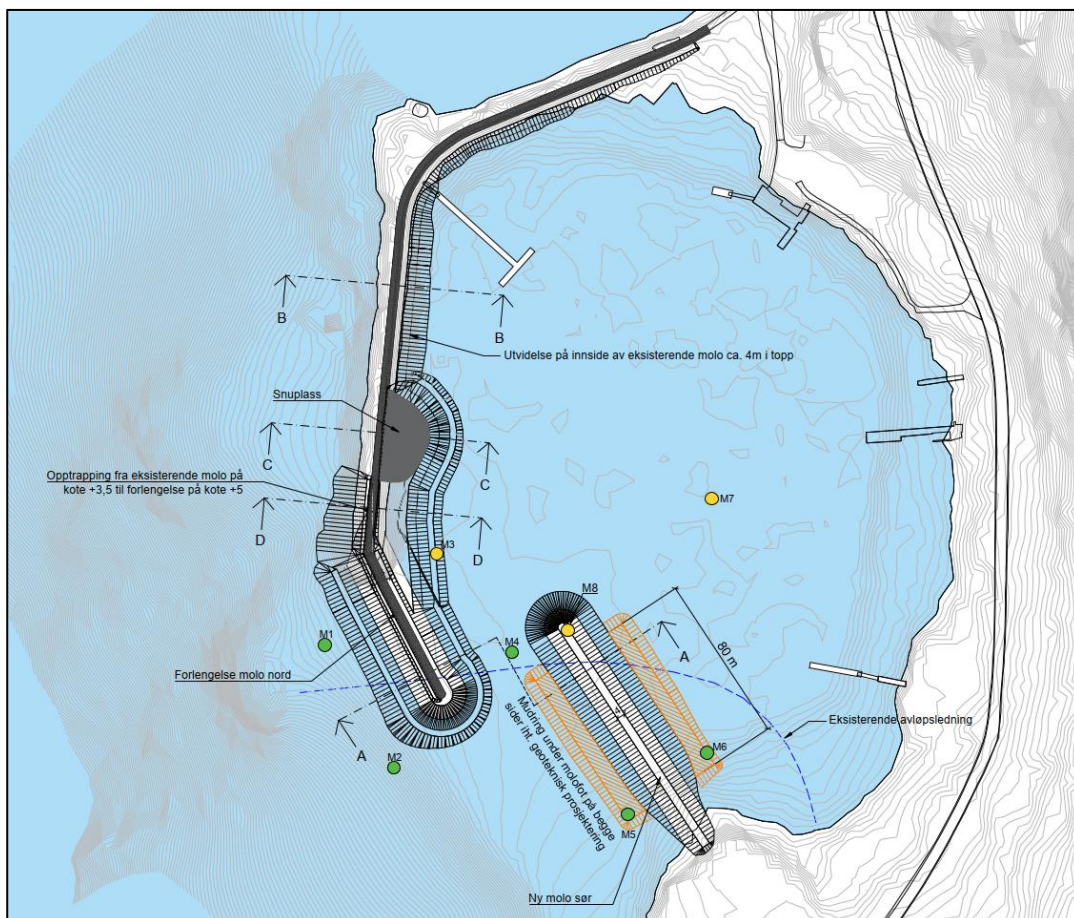 B
B
Utvidelse på innside av eksisterende molo ca. 4m i topp
Snuplass
C
C
Opptrapping fra eksisterende molo på
kote +3,5 til forlengelse på kote +5
D
D
M7
M3
M8
M1
M4
A
80 m
Forlengelse molo nord
4
Eksisterende avløpsledning
A
M2
M6
Mudring under molofot på begge
sider iht. geoteknisk prosjektering
M5
Ny molo sør